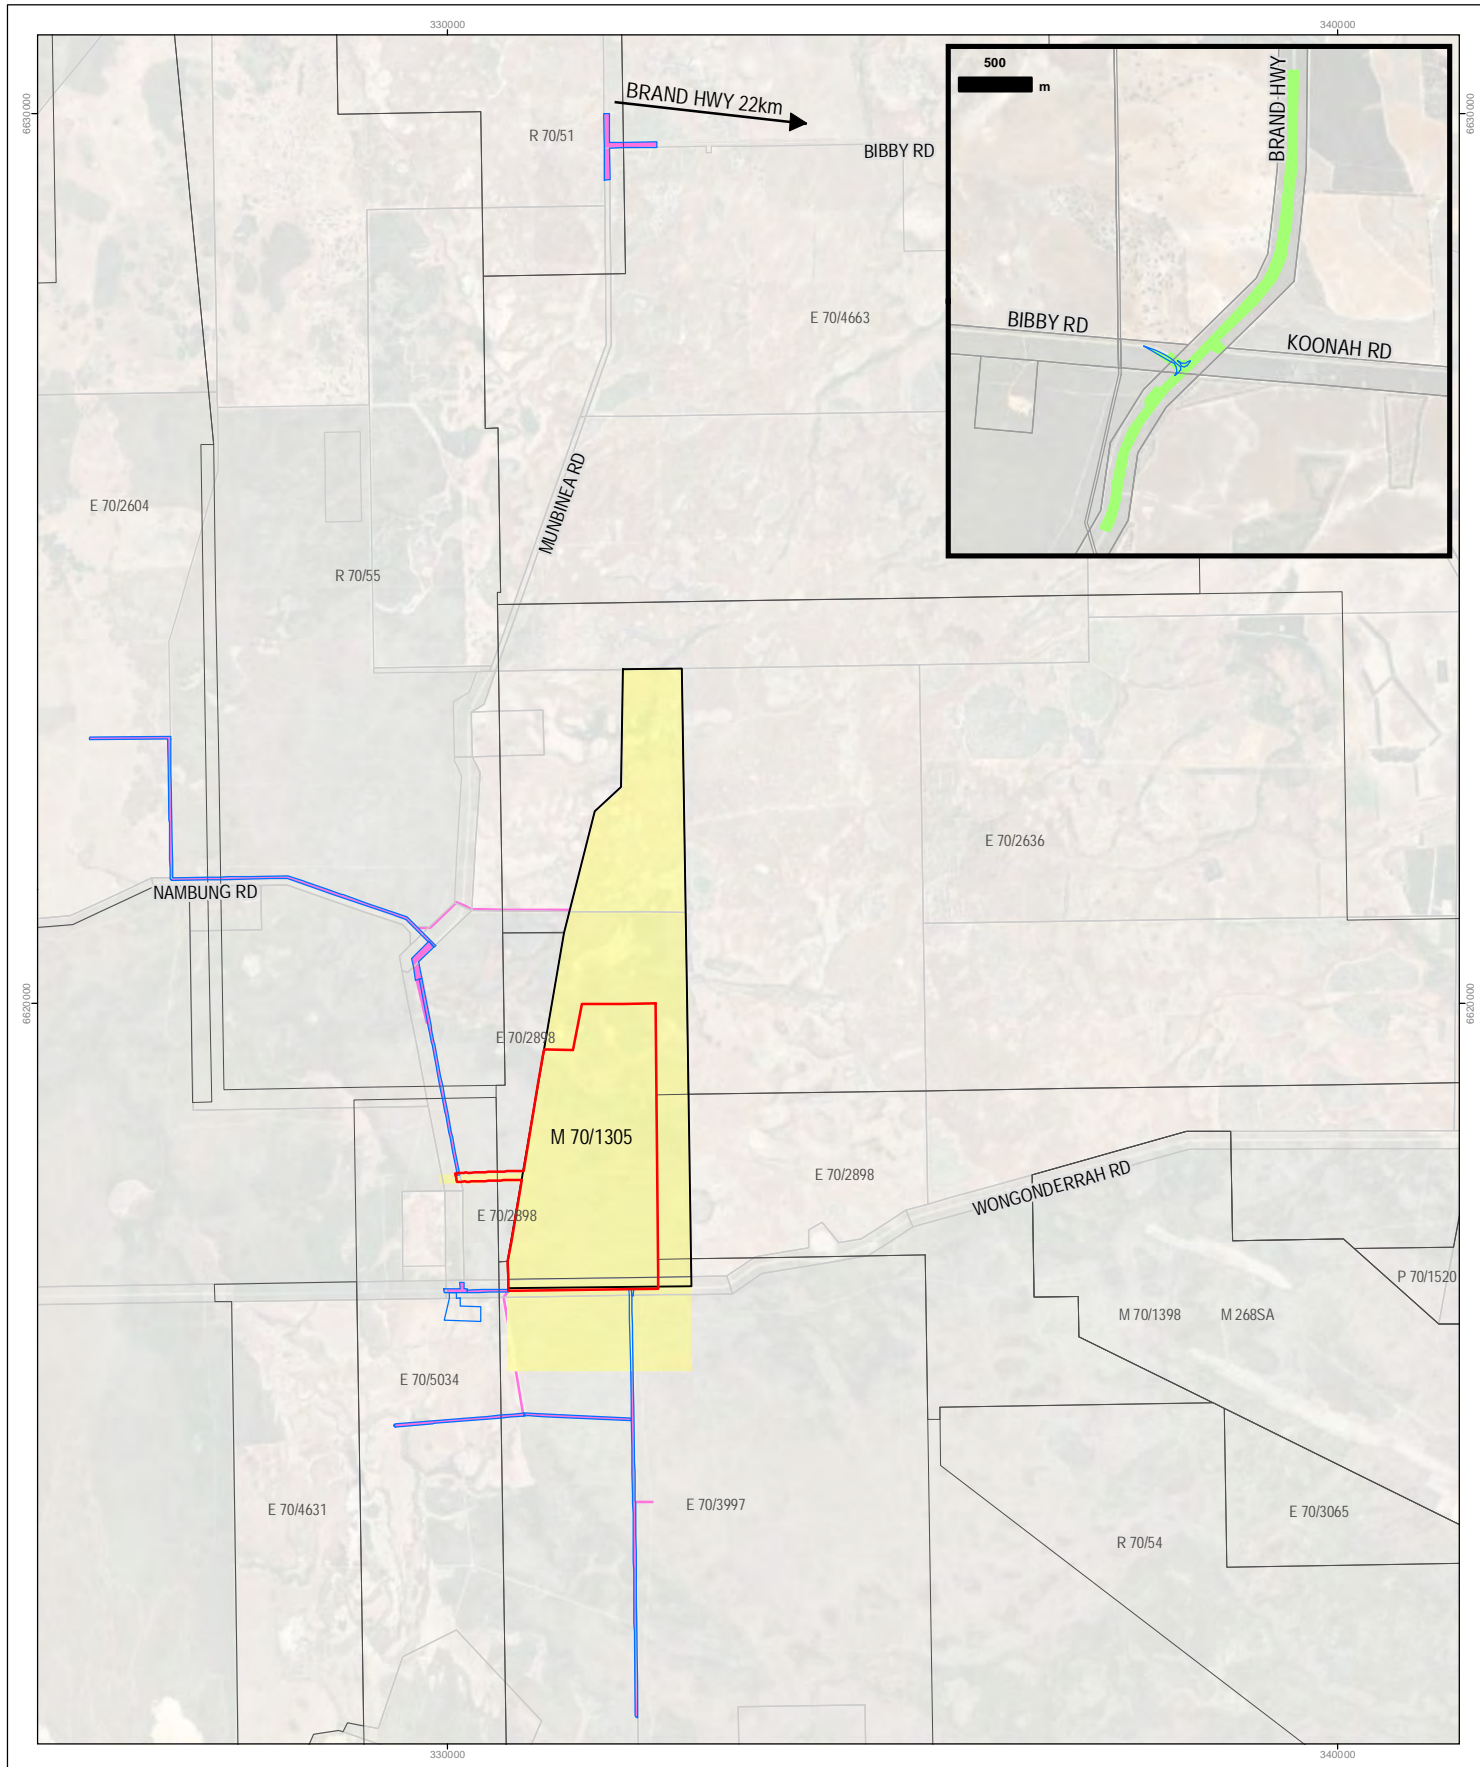 330000
340000
6630000
6630000
500
m
BRAND HWY
BRAND HWY 22km
R 70/51
BIBBY RD
E 70/4663
BIBBY RD
KOONAH RD
MUNBINEA RD
E 70/2604
R 70/55
E 70/2636
NAMBUNG RD
6620000
6620000
E 70/2898
M 70/1305
E 70/2898
WONGONDERRAH RD
E 70/2898
P 70/1520
M 70/1398
M 268SA
E 70/5034
E 70/4631
E 70/3997
E 70/3065
R 70/54
330000
340000